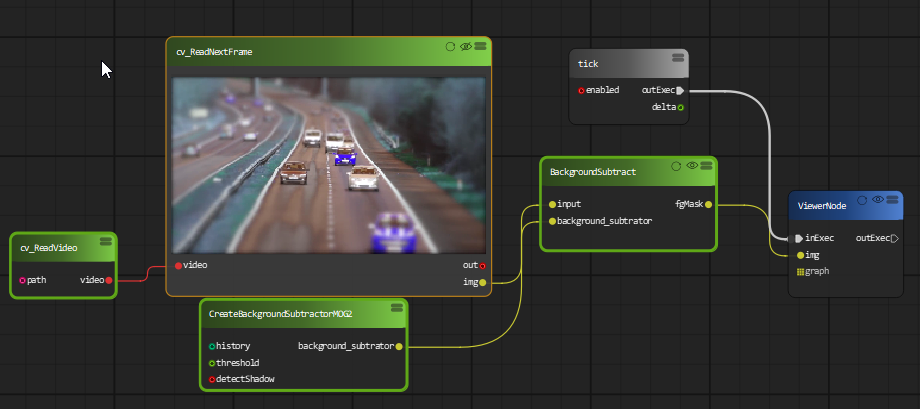 cv_ReadNextFrame
video
out
img
cv_ReadVideo
path
video
CreateBackgroundSubtractorMOG2
history
background_subtrator
threshold
detectShadow
tick
enabled
outExec
delta
BackgroundSubtract
input
fgMask
background_subtrator
ViewerNode
inExec
outExec
img
graph